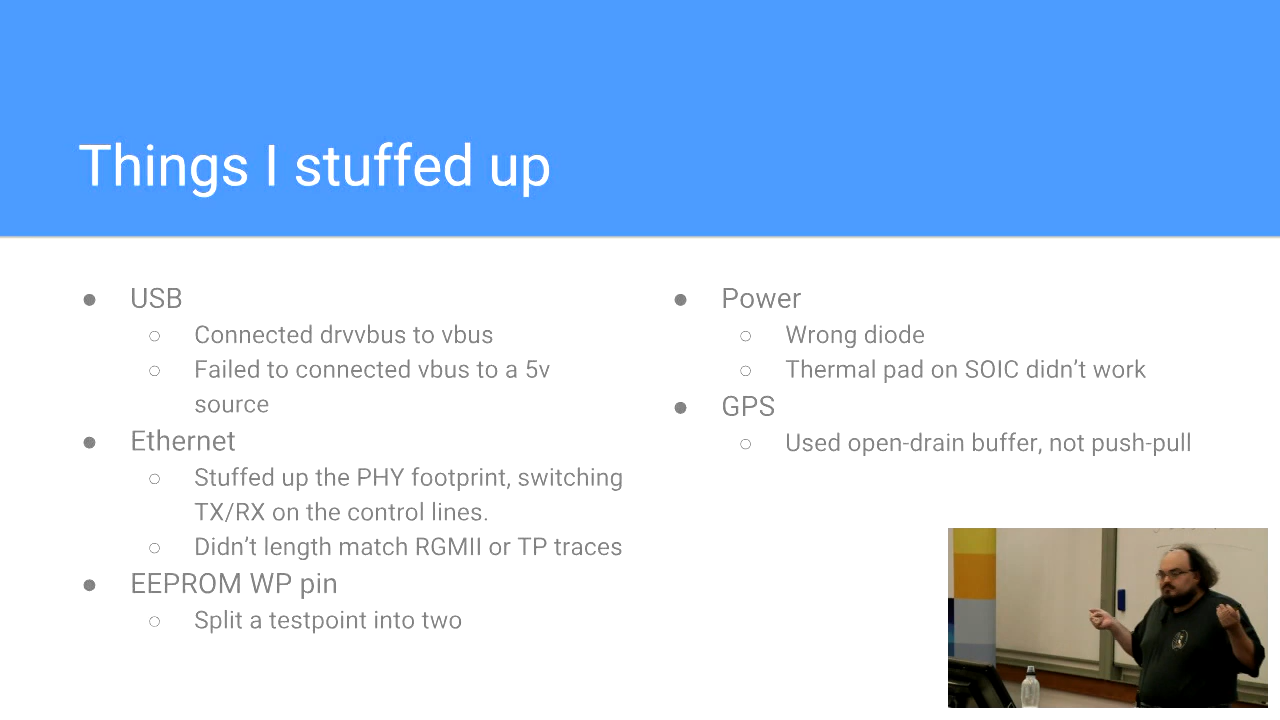 Things I stuffed up
USB
Connected drvvbus to vbus
Failed to connected vbus to a 5v
source
Ethernet
Stuffed up the PHY footprint, switching
TX/RX on the control lines.
Didn't length match RGMII or TP traces
EEPROM WP pin
Split a testpoint into two
Power
Wrong diode
Thermal pad on SOIC didn't work
GPS
Used open-drain buffer, not push-pull